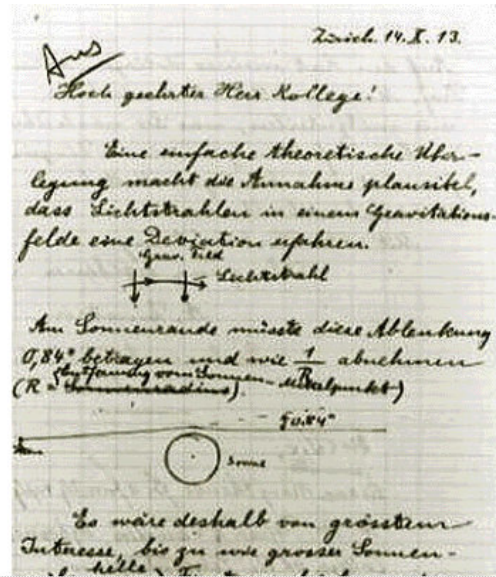 Zürich. 14. X. 13.
Hoch geehrter Herr Kollege!
Eine einfache theoretische Über-
legung macht die Annahme plausibel,
dass Lichtstrahlen in einem Gravitations-
felde eine Deviation erfahren.
Grav. Feld
Lichtstrahl
Am Sonnenrande müsste diese Ablenkung
0,84" betragen und wie 1/R abnehmen
(R = Entfernung vom Sonnen-Mittelpunkt)
Sonnenradius
0.84"
Sonne
Es wäre deshalb von grösstem
Interesse, bis zu wie grosser Sonnen-